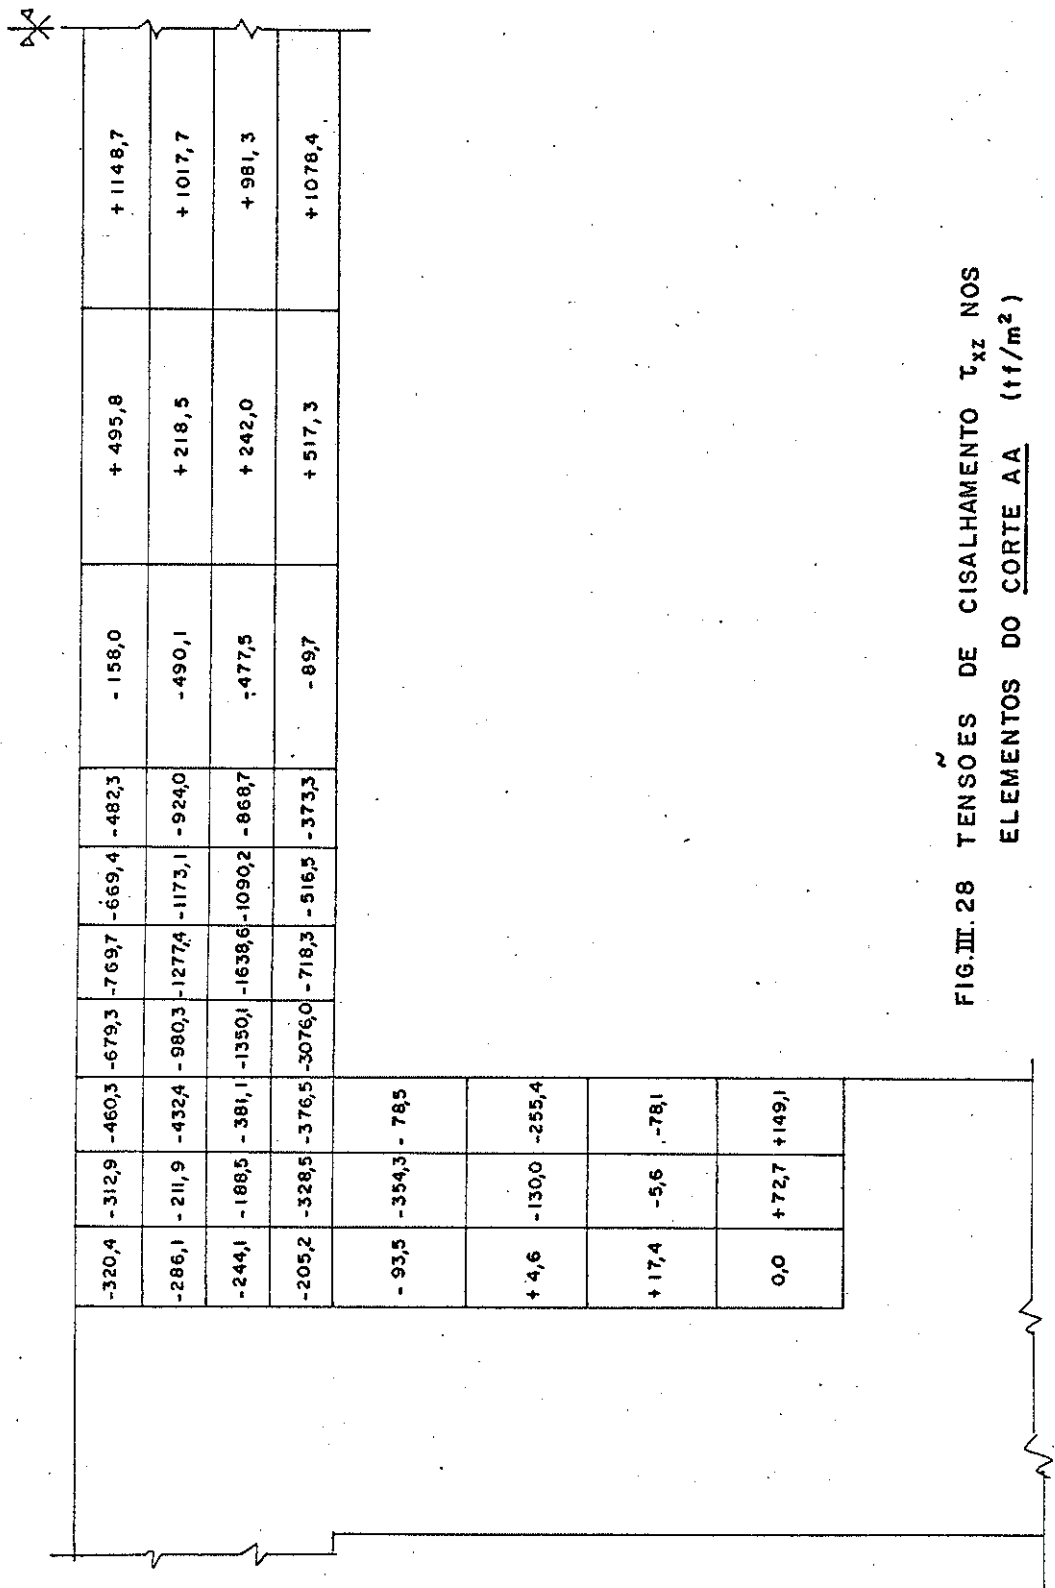 -320,4 -312,9 -460,3 -679,3 -769,7 -669,4 -482,3 -158,0 +495,8 +1148,7
-286,1 -211,9 -432,4 -980,3 -1277,4 -1173,1 -924,0 -490,1 +218,5 +1017,7
-244,1 -188,5 -381,1 -1350,1 -1638,6 -1090,2 -868,7 -477,5 +242,0 +981,3
-205,2 -328,5 -376,5 -3076,0 -718,3 -516,5 -373,3 -89,7 +517,3 +1078,4
-93,5 -354,3 -78,5
+4,6 -130,0 -255,4
+17,4 -5,6 -78,1
0,0 +72,7 +149,1
FIG.III.28 TENSÕES DE CISALHAMENTO τxz NOS
ELEMENTOS DO CORTE AA (tf/m²)